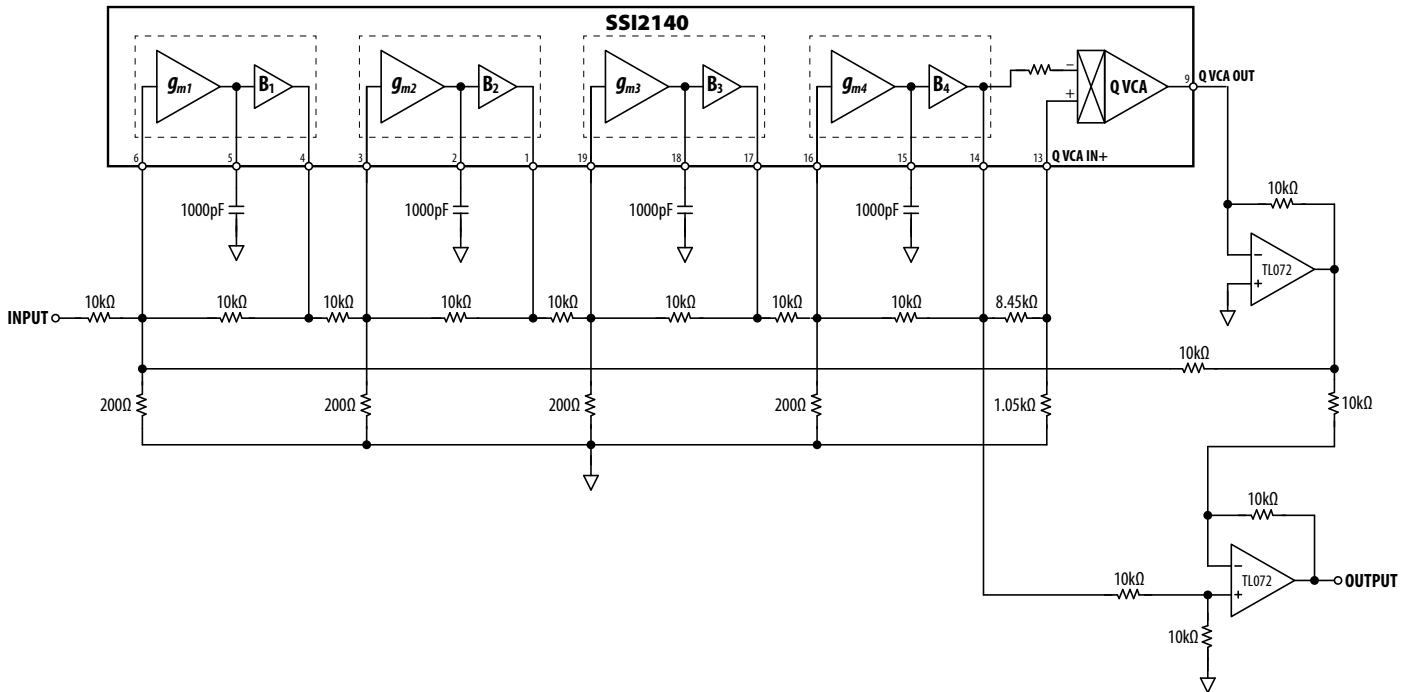 SSI2140
gm1
B1
gm2
B2
gm3
B3
gm4
B4
−
+
Q VCA
9
Q VCA OUT
6
5
4
3
2
1
19
18
17
16
15
14
13
Q VCA IN+
1000pF
1000pF
1000pF
1000pF
10kΩ
−
TL072
+
INPUT
10kΩ
10kΩ
10kΩ
10kΩ
10kΩ
10kΩ
10kΩ
10kΩ
8.45kΩ
10kΩ
200Ω
200Ω
200Ω
200Ω
1.05kΩ
10kΩ
10kΩ
−
TL072
+
OUTPUT
10kΩ
10kΩ